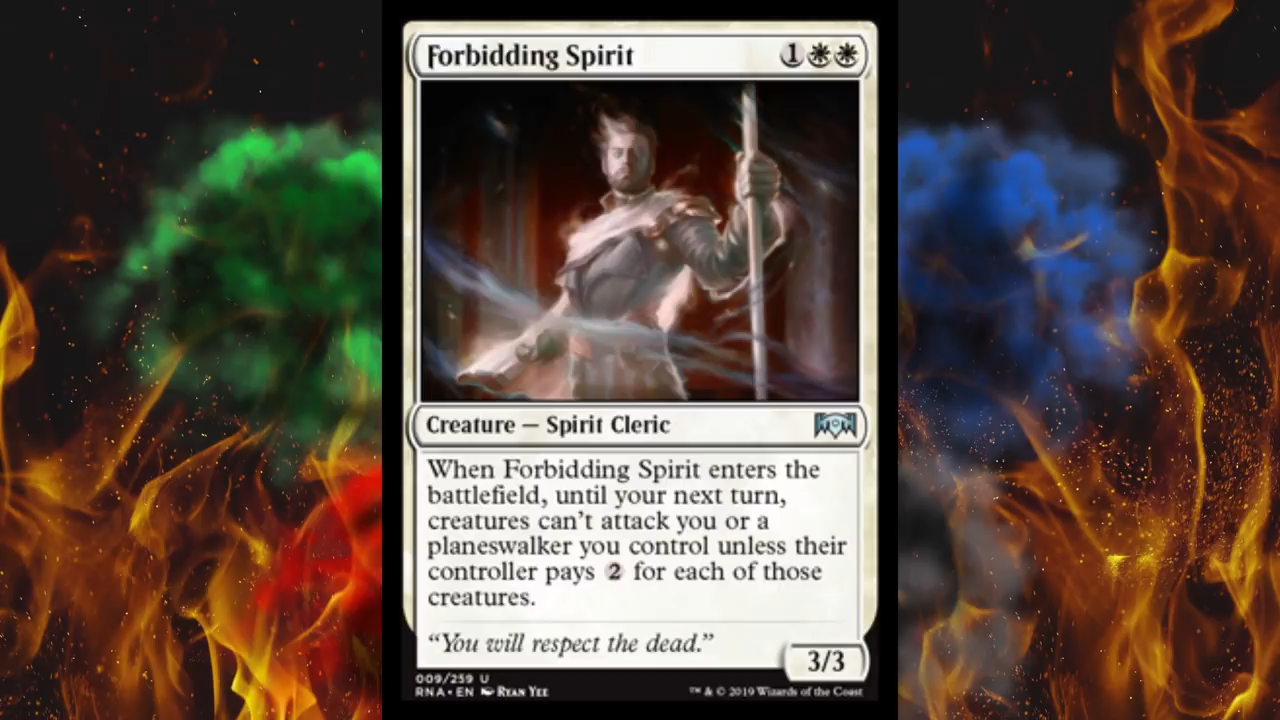 Forbidding Spirit 1
Creature — Spirit Cleric
When Forbidding Spirit enters the
battlefield, until your next turn,
creatures can't attack you or a
planeswalker you control unless their
controller pays 2 for each of those
creatures.
“You will respect the dead.”
3/3
009/259 U
RNA • EN Ryan Yee
™ & © 2019 Wizards of the Coast